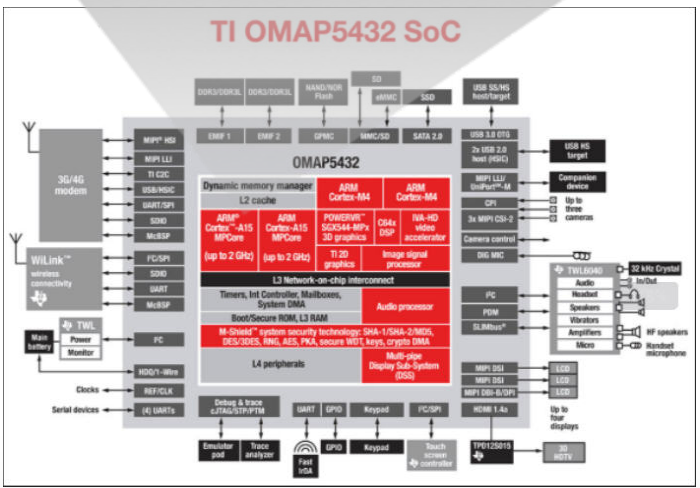 TI OMAP5432 SoC
DDR3/DDR3L
DDR3/DDR3L
NAND/NOR
Flash
SD
eMMC
SSD
USB SS/HS
host/target
EMIF 1
EMIF 2
GPMC
MMC/SD
SATA 2.0
USB 3.0 OTG
OMAP5432
3G/4G
modem
MIPI® HSI
MIPI LLI
TI C2C
USB/HSIC
UART/SPI
SDIO
McBSP
WiLink™
wireless
connectivity
I²C/SPI
SDIO
UART
McBSP
TWL
Power
Monitor
Main
battery
I²C
HDQ/1-Wire
Clocks
REF/CLK
Serial devices
(4) UARTs
Dynamic memory manager
L2 cache
ARM
Cortex-M4
ARM
Cortex-M4
ARM®
Cortex™-A15
MPCore
(up to 2 GHz)
ARM
Cortex-A15
MPCore
(up to 2 GHz)
POWERVR™
SGX544-MPx
3D graphics
C64x
DSP
IVA-HD
video
accelerator
TI 2D
graphics
Image signal
processor
L3 Network-on-chip interconnect
Timers, Int Controller, Mailboxes,
System DMA
Boot/Secure ROM, L3 RAM
Audio processor
M-Shield™ system security technology: SHA-1/SHA-2/MD5,
DES/3DES, RNG, AES, PKA, secure WDT, keys, crypto DMA
L4 peripherals
Multi-pipe
Display Sub-System
(DSS)
2x USB 2.0
host (HSIC)
USB HS
target
MIPI LLI/
UniPort™-M
Companion
device
CPI
3x MIPI CSI-2
Up to
three
cameras
Camera control
DIG MIC
I²C
PDM
SLIMbus®
TWL6040
Audio
Headset
Speakers
Vibrators
Amplifiers
Micro
32 kHz Crystal
In/Out
HF speakers
Handset
microphone
MIPI DSI
LCD
MIPI DSI
LCD
MIPI DBI-B/DPI
LCD
HDMI 1.4a
Up to
four
displays
TPD12S015
3D
HDTV
Debug & trace
cJTAG/STP/PTM
UART
GPIO
Keypad
I²C/SPI
Emulator
pod
Trace
analyzer
Fast
IrDA
GPIO
Keypad
Touch
screen
controller